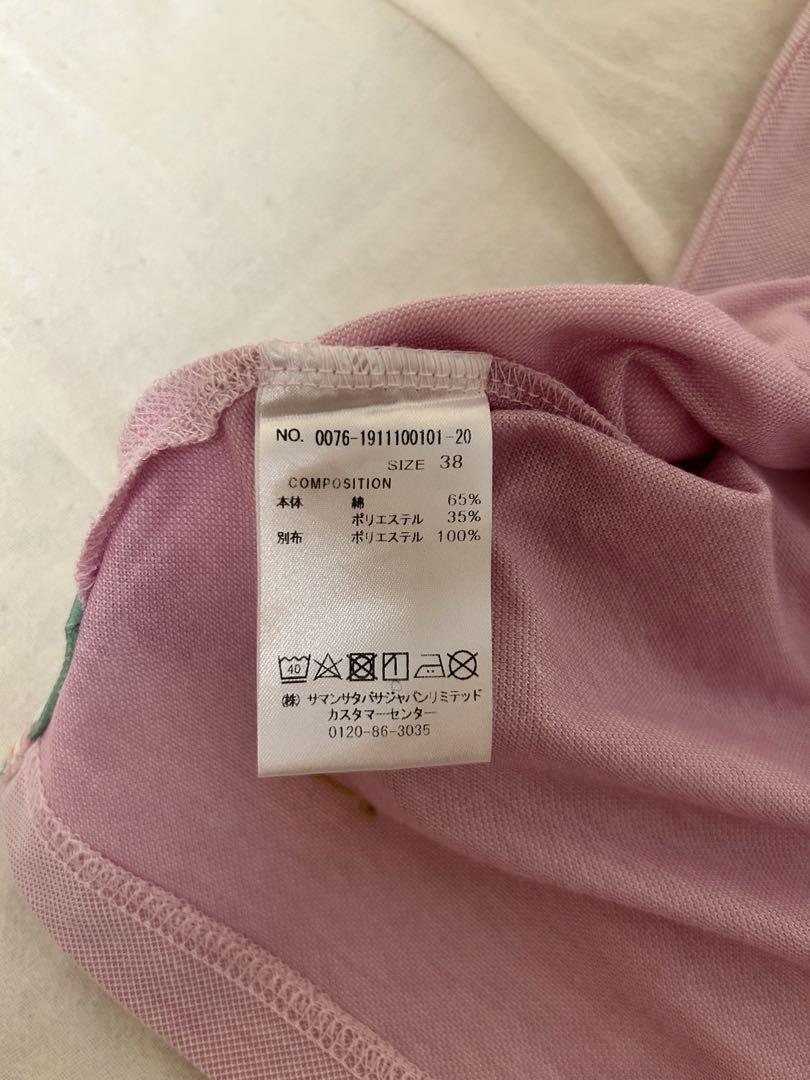 NO. 0076-1911100101-20
SIZE 38
COMPOSITION
本体 綿 65%
ポリエステル 35%
別布 ポリエステル 100%
40
(株) サマンサタバサジャパンリミテッド
カスタマーセンター
0120-86-3035